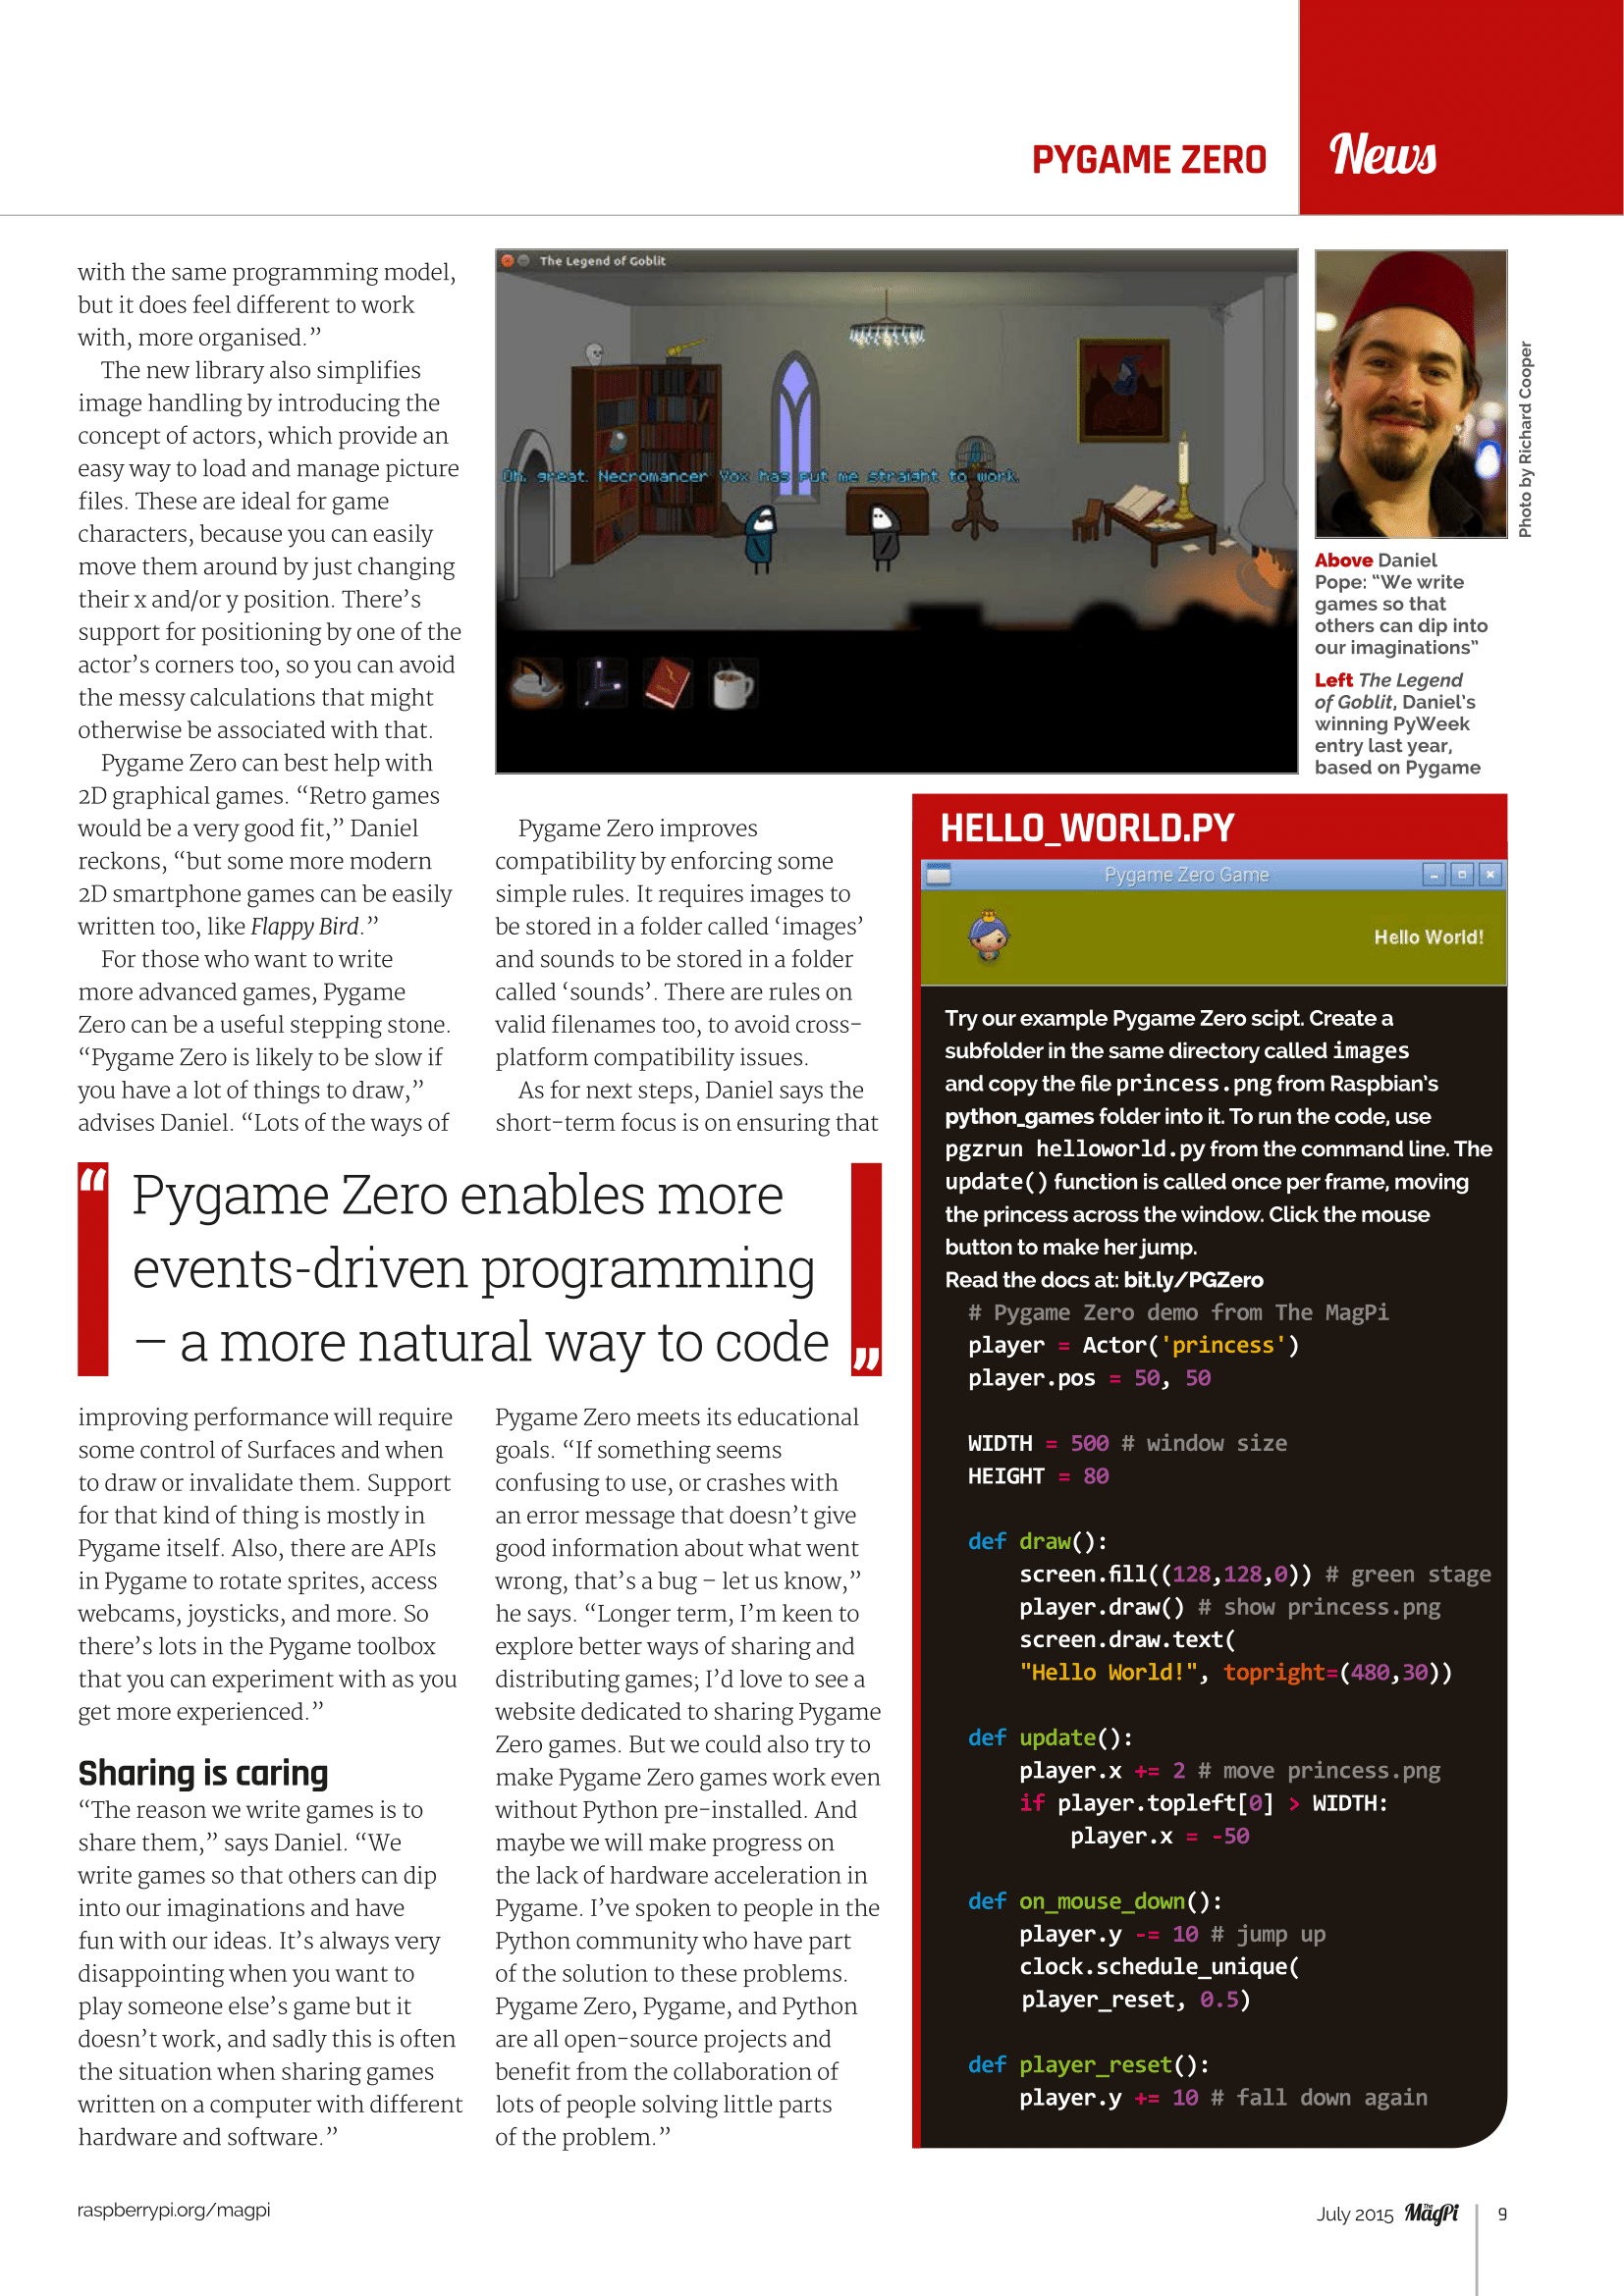 PYGAME ZERO
News
with the same programming model,
but it does feel different to work
with, more organised.”
The new library also simplifies
image handling by introducing the
concept of actors, which provide an
easy way to load and manage picture
files. These are ideal for game
characters, because you can easily
move them around by just changing
their x and/or y position. There’s
support for positioning by one of the
actor’s corners too, so you can avoid
the messy calculations that might
otherwise be associated with that.
Pygame Zero can best help with
2D graphical games. “Retro games
would be a very good fit,” Daniel
reckons, “but some more modern
2D smartphone games can be easily
written too, like Flappy Bird.”
For those who want to write
more advanced games, Pygame
Zero can be a useful stepping stone.
“Pygame Zero is likely to be slow if
you have a lot of things to draw,”
advises Daniel. “Lots of the ways of
“
Pygame Zero enables more
events-driven programming
– a more natural way to code
”
improving performance will require
some control of Surfaces and when
to draw or invalidate them. Support
for that kind of thing is mostly in
Pygame itself. Also, there are APIs
in Pygame to rotate sprites, access
webcams, joysticks, and more. So
there’s lots in the Pygame toolbox
that you can experiment with as you
get more experienced.”
Sharing is caring
“The reason we write games is to
share them,” says Daniel. “We
write games so that others can dip
into our imaginations and have
fun with our ideas. It’s always very
disappointing when you want to
play someone else’s game but it
doesn’t work, and sadly this is often
the situation when sharing games
written on a computer with different
hardware and software.”
The Legend of Goblit
Oh, great. Necromancer Vox has put me straight to work.
Photo by Richard Cooper
Above Daniel
Pope: “We write
games so that
others can dip into
our imaginations”
Left The Legend
of Goblit, Daniel’s
winning PyWeek
entry last year,
based on Pygame
Pygame Zero improves
compatibility by enforcing some
simple rules. It requires images to
be stored in a folder called ‘images’
and sounds to be stored in a folder
called ‘sounds’. There are rules on
valid filenames too, to avoid cross-
platform compatibility issues.
As for next steps, Daniel says the
short-term focus is on ensuring that
Pygame Zero meets its educational
goals. “If something seems
confusing to use, or crashes with
an error message that doesn’t give
good information about what went
wrong, that’s a bug – let us know,”
he says. “Longer term, I’m keen to
explore better ways of sharing and
distributing games; I’d love to see a
website dedicated to sharing Pygame
Zero games. But we could also try to
make Pygame Zero games work even
without Python pre-installed. And
maybe we will make progress on
the lack of hardware acceleration in
Pygame. I’ve spoken to people in the
Python community who have part
of the solution to these problems.
Pygame Zero, Pygame, and Python
are all open-source projects and
benefit from the collaboration of
lots of people solving little parts
of the problem.”
HELLO_WORLD.PY
Pygame Zero Game
Hello World!
Try our example Pygame Zero scipt. Create a
subfolder in the same directory called images
and copy the file princess.png from Raspbian’s
python_games folder into it. To run the code, use
pgzrun helloworld.py from the command line. The
update() function is called once per frame, moving
the princess across the window. Click the mouse
button to make her jump.
Read the docs at: bit.ly/PGZero
# Pygame Zero demo from The MagPi
player = Actor('princess')
player.pos = 50, 50
WIDTH = 500 # window size
HEIGHT = 80
def draw():
screen.fill((128,128,0)) # green stage
player.draw() # show princess.png
screen.draw.text(
"Hello World!", topright=(480,30))
def update():
player.x += 2 # move princess.png
if player.topleft[0] > WIDTH:
player.x = -50
def on_mouse_down():
player.y -= 10 # jump up
clock.schedule_unique(
player_reset, 0.5)
def player_reset():
player.y += 10 # fall down again
raspberrypi.org/magpi
July 2015 The MagPi 9